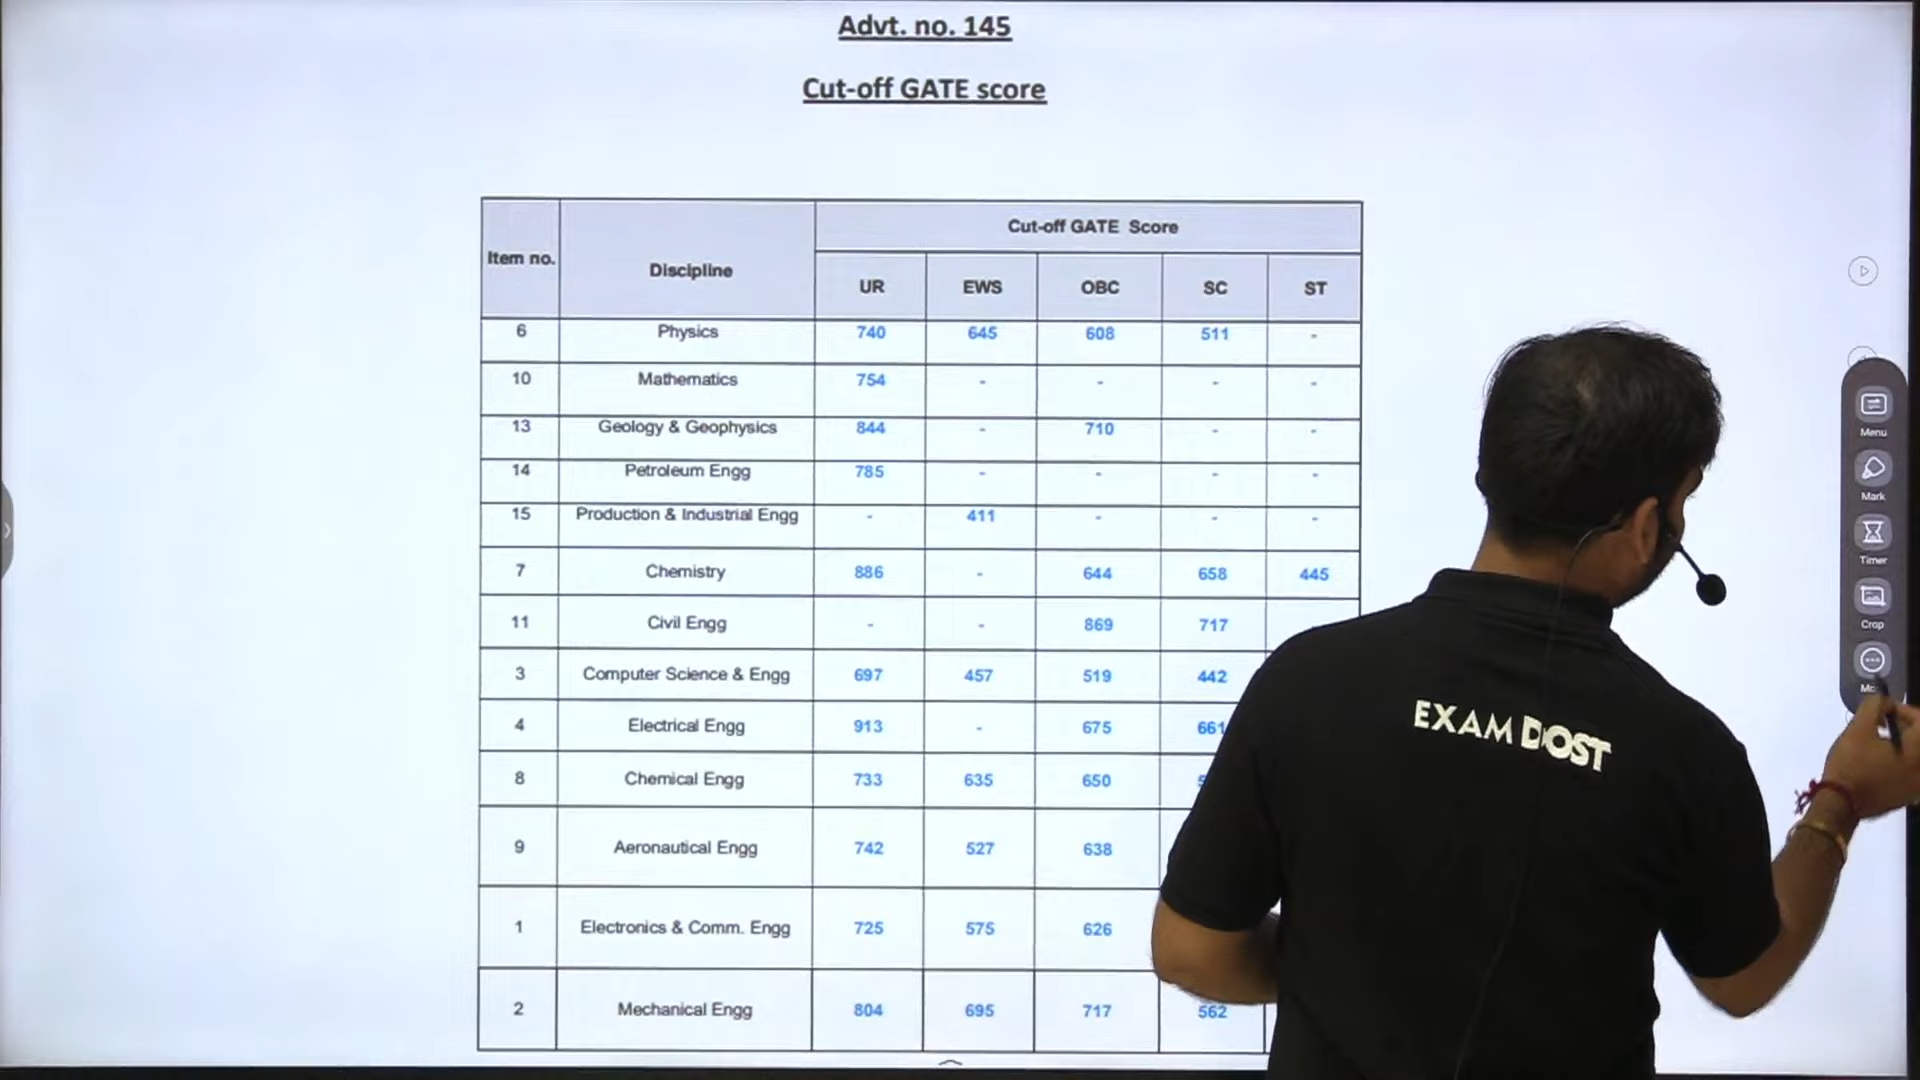 Advt. no. 145
Cut-off GATE score
Item no. Discipline Cut-off GATE Score
UR EWS OBC SC ST
6 Physics 740 645 608 511 -
10 Mathematics 754 - - - -
13 Geology & Geophysics 844 - 710 - -
14 Petroleum Engg 785 - - - -
15 Production & Industrial Engg - 411 - - -
7 Chemistry 886 - 644 658 445
11 Civil Engg - - 869 717
3 Computer Science & Engg 697 457 519 442
4 Electrical Engg 913 - 675 661
8 Chemical Engg 733 635 650
9 Aeronautical Engg 742 527 638
1 Electronics & Comm. Engg 725 575 626
2 Mechanical Engg 804 695 717 562
Menu
Mark
Timer
Crop
EXAM DOST